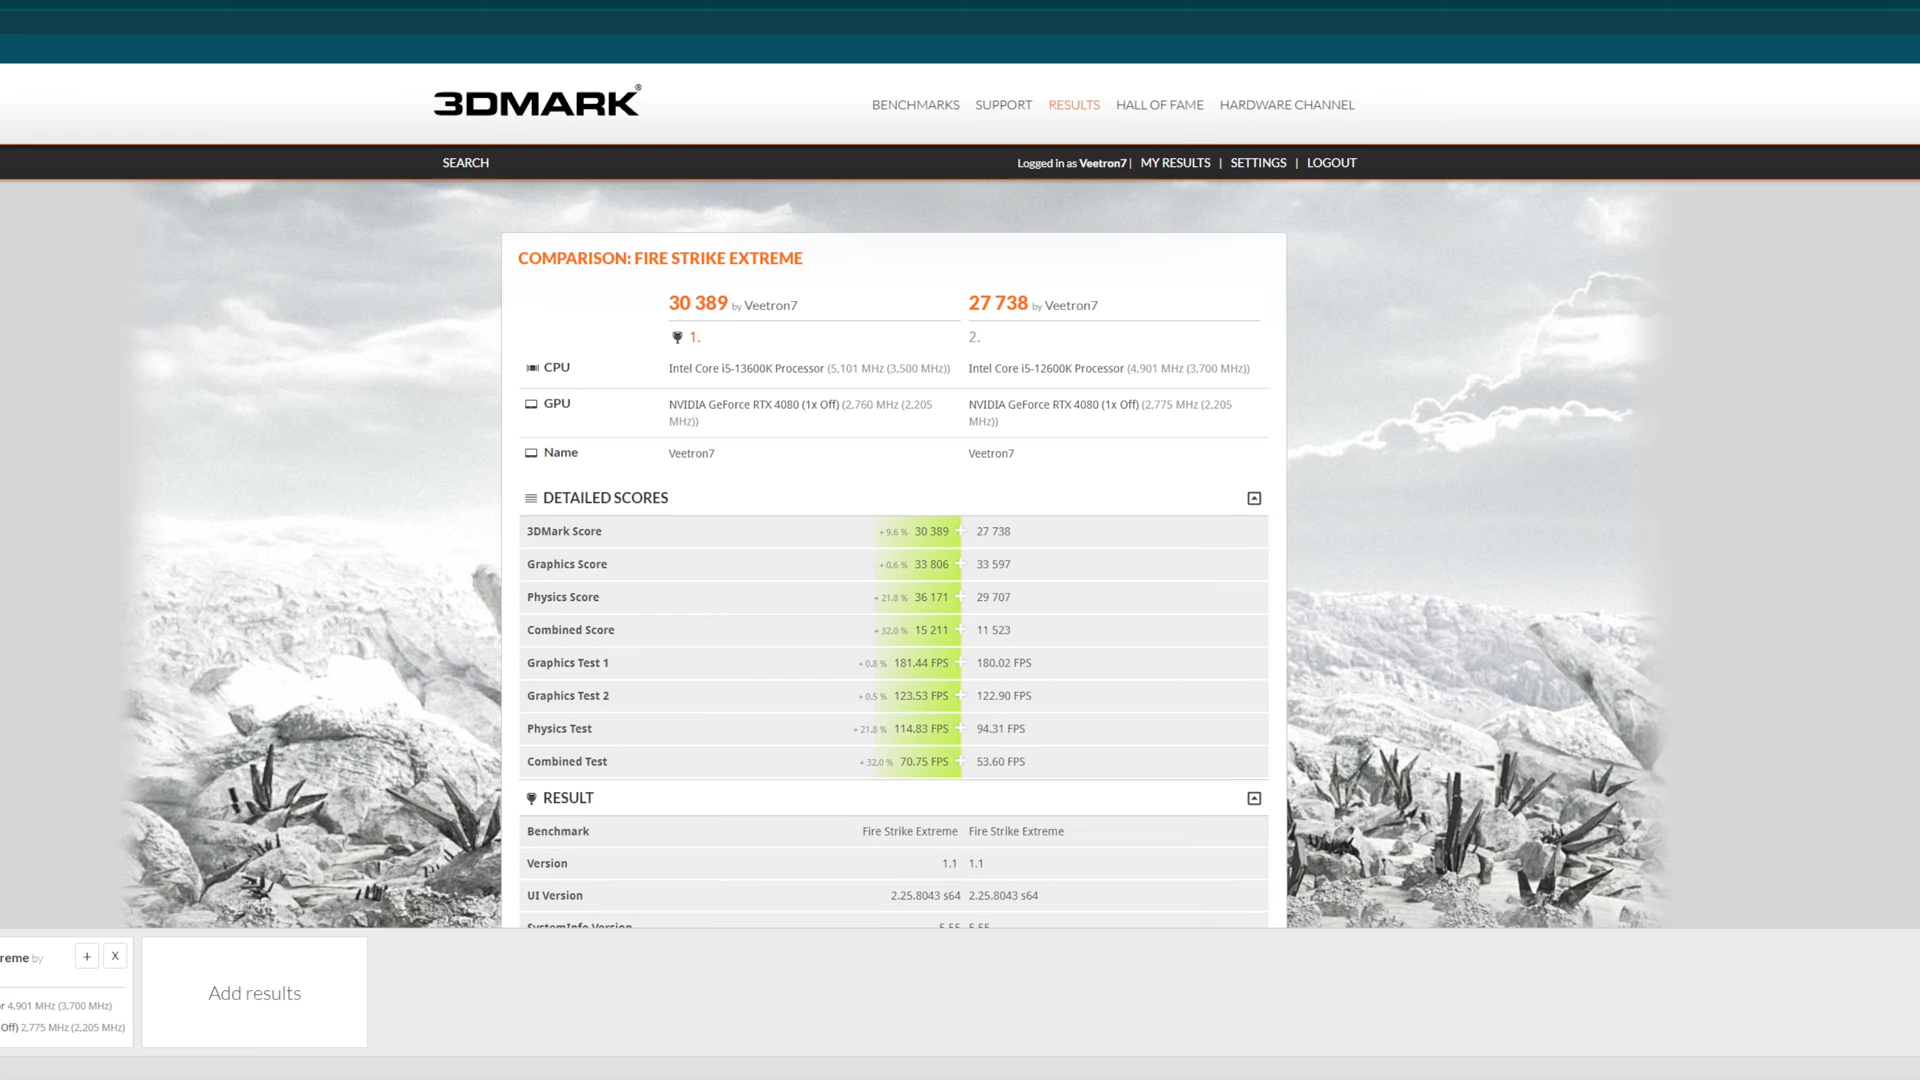 3DMARK®
BENCHMARKS SUPPORT RESULTS HALL OF FAME HARDWARE CHANNEL
SEARCH
Logged in as Veetron7 | MY RESULTS | SETTINGS | LOGOUT
COMPARISON: FIRE STRIKE EXTREME
30 389 by Veetron7 27 738 by Veetron7
1. 2.
CPU Intel Core i5-13600K Processor (5,101 MHz (3,500 MHz)) Intel Core i5-12600K Processor (4,901 MHz (3,700 MHz))
GPU NVIDIA GeForce RTX 4080 (1x Off) (2,760 MHz (2,205 NVIDIA GeForce RTX 4080 (1x Off) (2,775 MHz (2,205
MHz)) MHz))
Name Veetron7 Veetron7
DETAILED SCORES
3DMark Score + 9.6 % 30 389 + 27 738
Graphics Score + 0.6 % 33 806 + 33 597
Physics Score + 21.8 % 36 171 + 29 707
Combined Score + 32.0 % 15 211 + 11 523
Graphics Test 1 + 0.8 % 181.44 FPS + 180.02 FPS
Graphics Test 2 + 0.5 % 123.53 FPS + 122.90 FPS
Physics Test + 21.8 % 114.83 FPS + 94.31 FPS
Combined Test + 32.0 % 70.75 FPS + 53.60 FPS
RESULT
Benchmark Fire Strike Extreme Fire Strike Extreme
Version 1.1 1.1
UI Version 2.25.8043 s64 2.25.8043 s64
SystemInfo Version 5.55 5.55
reme by + X
r 4,901 MHz (3,700 MHz)
Off) 2,775 MHz (2,205 MHz)
Add results